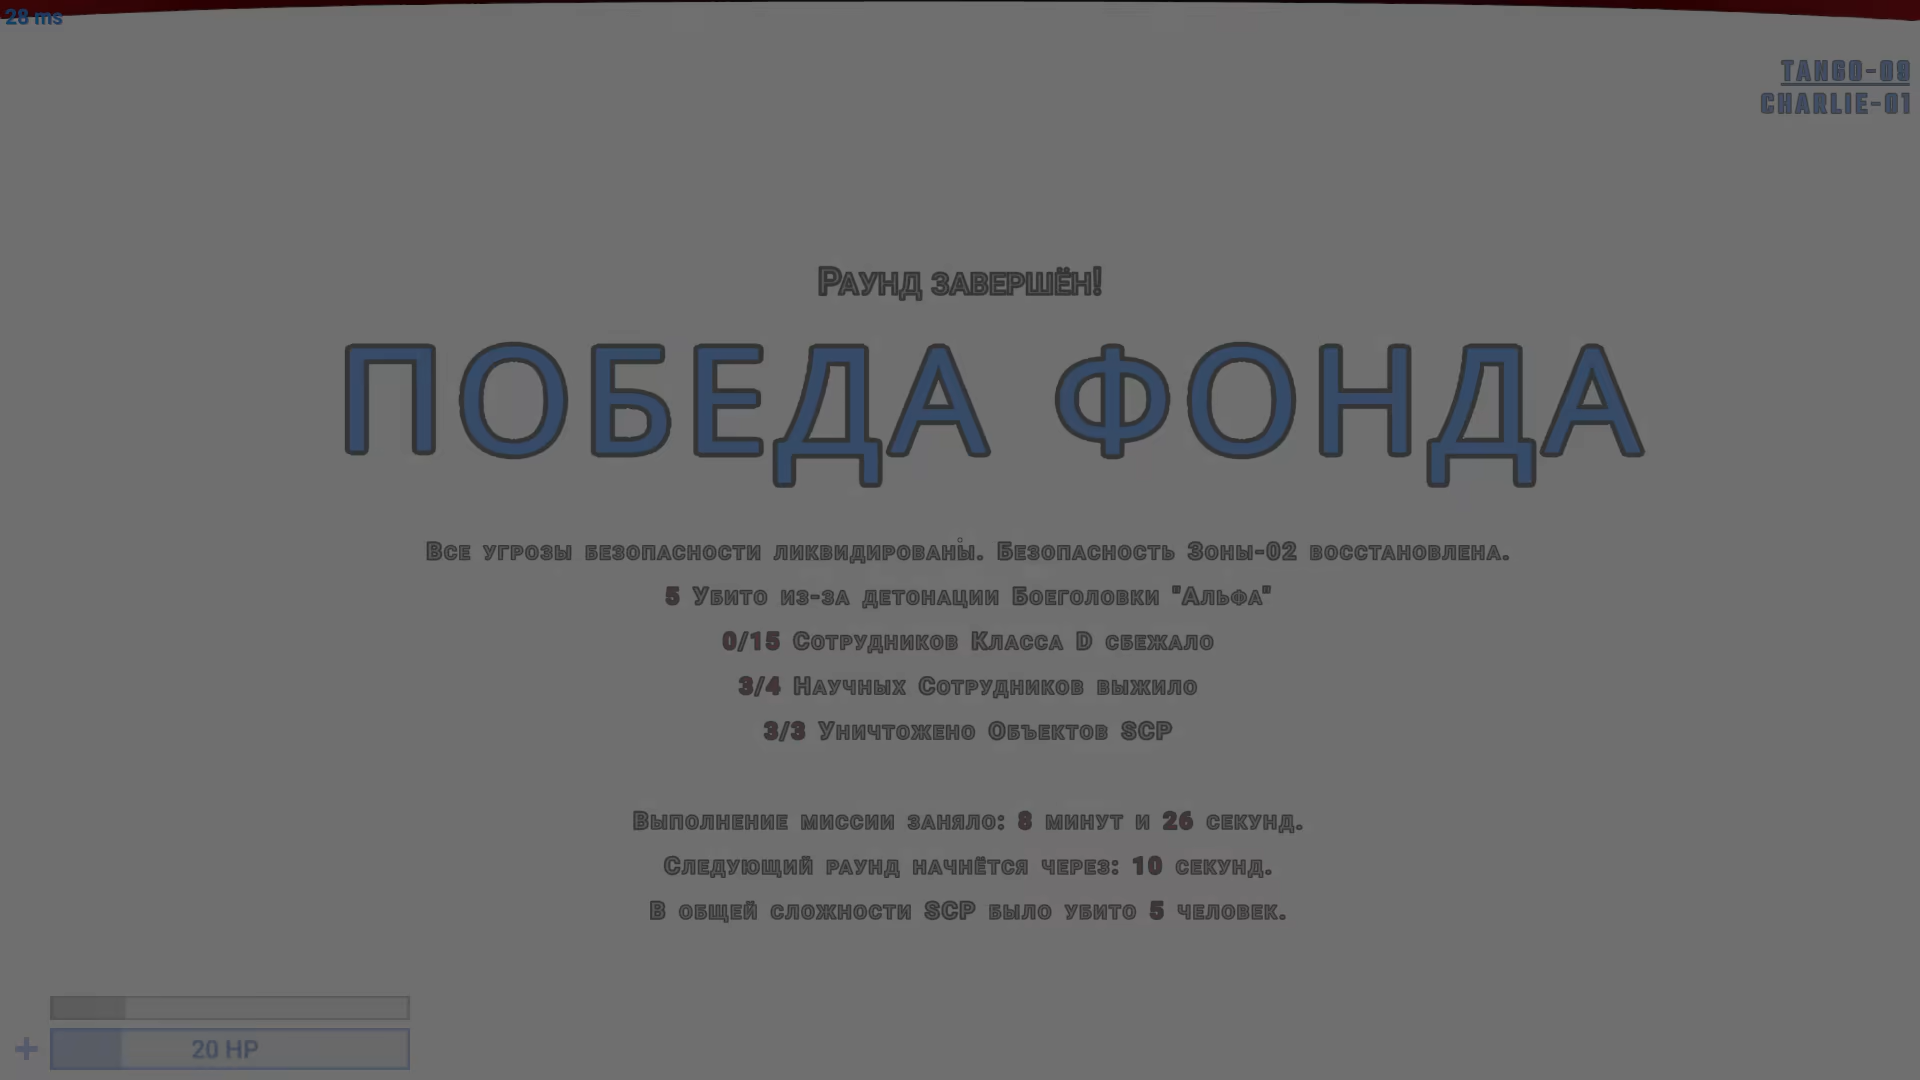 28 ms
TANGO-09
CHARLIE-01
Раунд завершён!
ПОБЕДА ФОНДА
Все угрозы безопасности ликвидированы. Безопасность Зоны-02 восстановлена.
5 Убито из-за детонации Боеголовки "Альфа"
0/15 Сотрудников Класса D сбежало
3/4 Научных Сотрудников выжило
3/3 Уничтожено Объектов SCP
Выполнение миссии заняло: 8 минут и 26 секунд.
Следующий раунд начнётся через: 10 секунд.
В общей сложности SCP было убито 5 человек.
20 HP